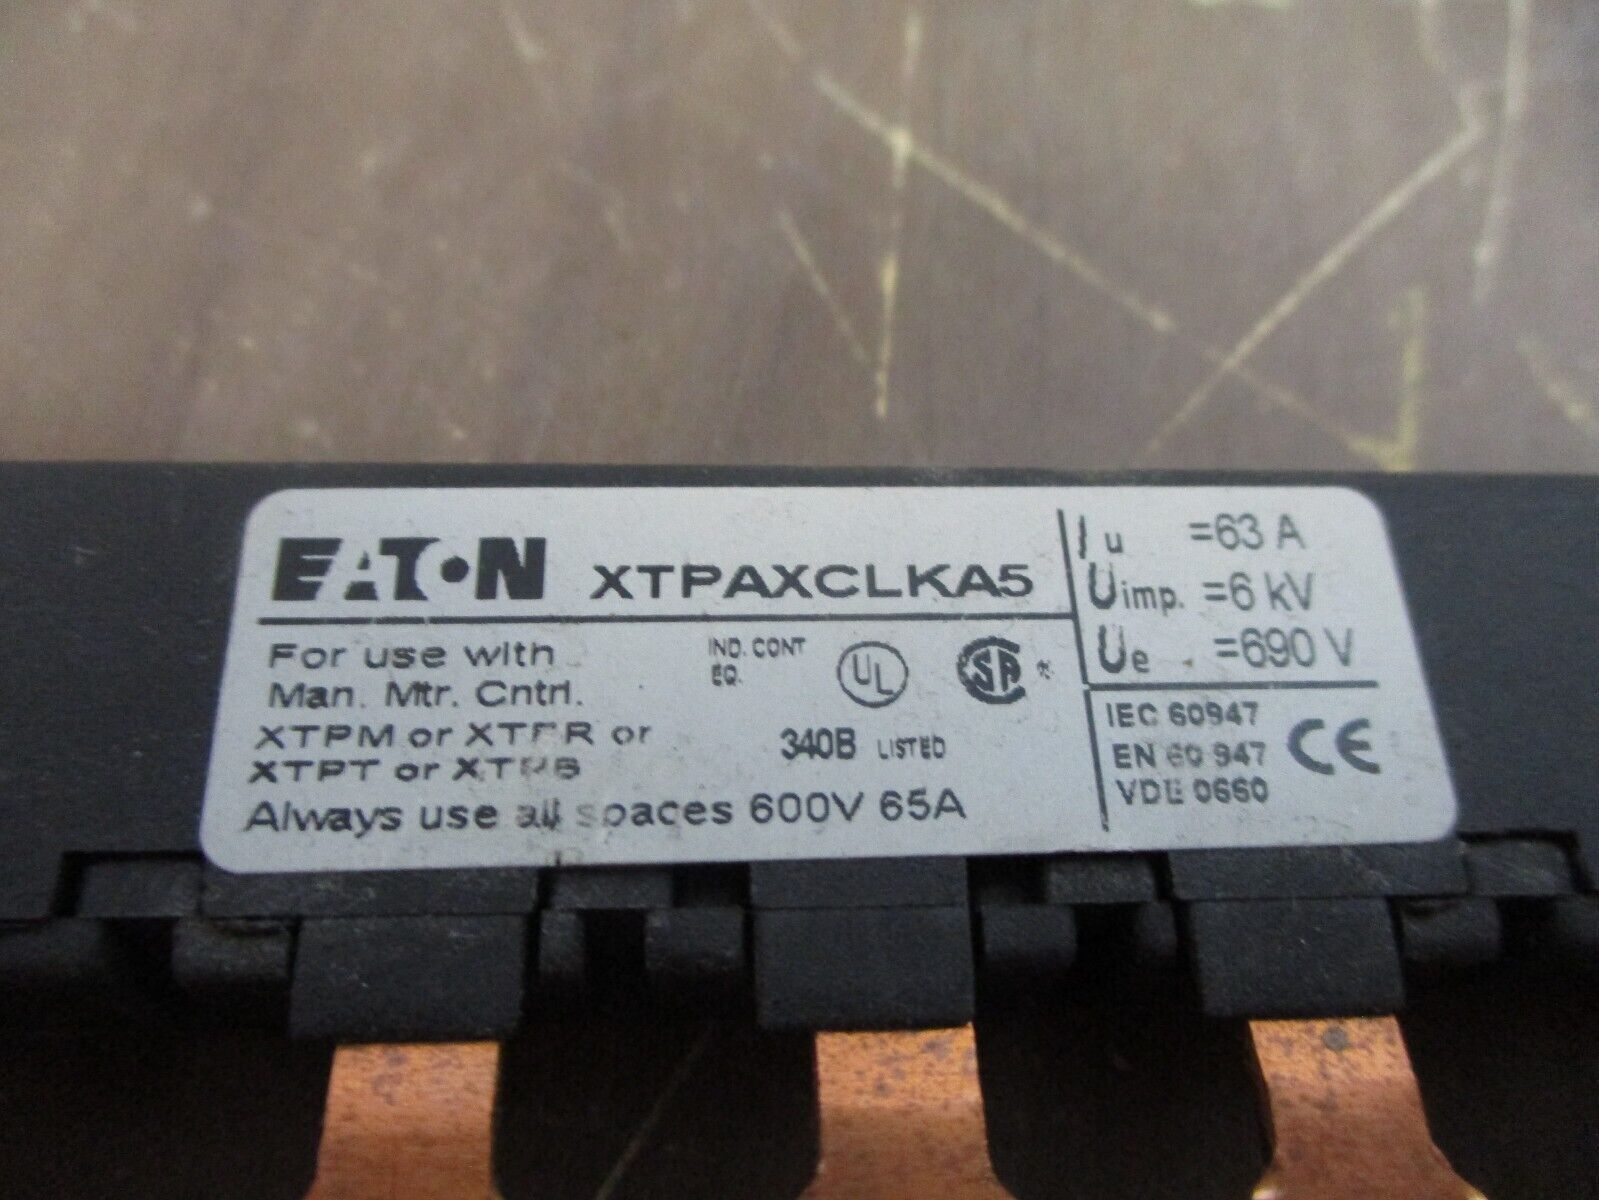 EATON XTPAXCLKA5
For use with
Man. Mtr. Cntrl.
XTPM or XTPR or
XTPT or XTPB
Always use all spaces 600V 65A
IND. CONT
EQ.
UL
SA
340B LISTED
Iu =63 A
Uimp. =6 kV
Ue =690 V
IEC 60947
EN 60 947
VDE 0660
CE